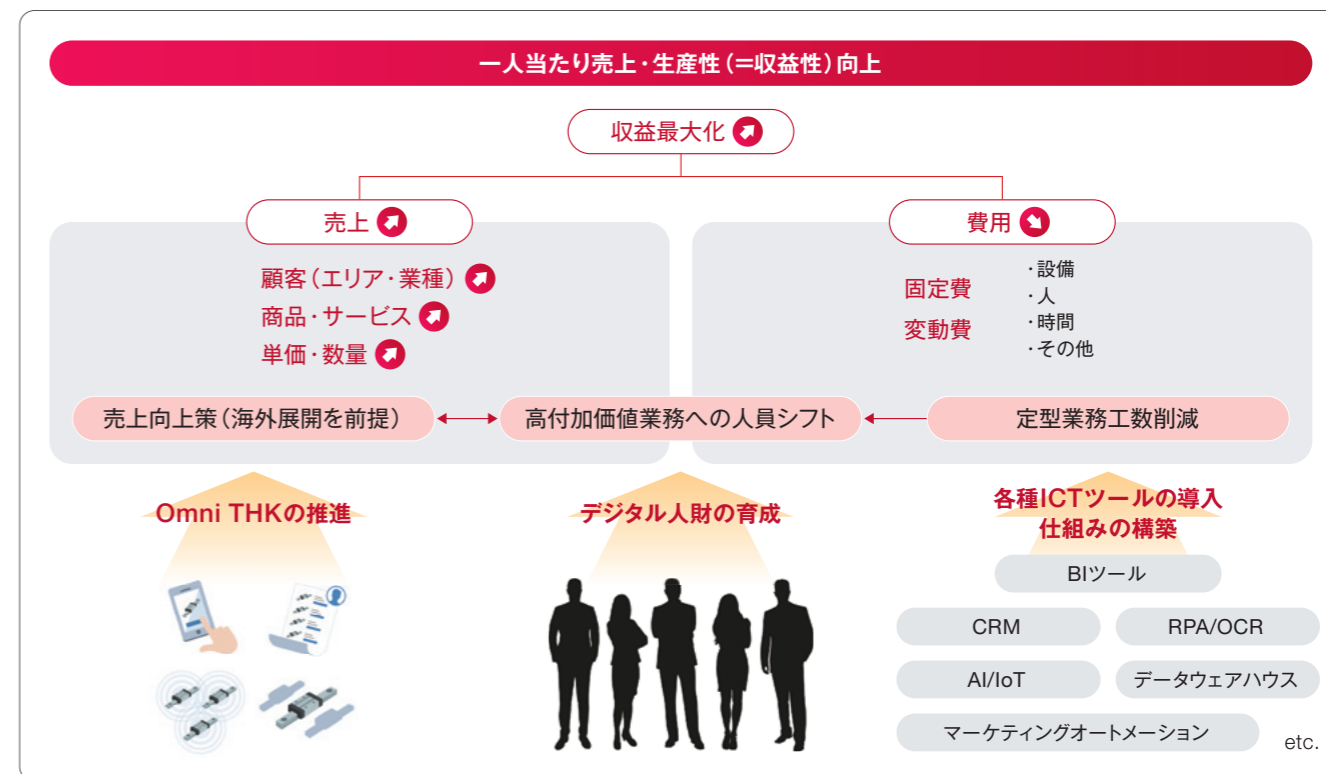 一人当たり売上・生産性（＝収益性）向上
収益最大化
売上
顧客（エリア・業種）
商品・サービス
単価・数量
費用
固定費
変動費
・設備
・人
・時間
・その他
売上向上策（海外展開を前提）
高付加価値業務への人員シフト
定型業務工数削減
Omni THKの推進
デジタル人財の育成
各種ICTツールの導入
仕組みの構築
BIツール
CRM
RPA/OCR
AI/IoT
データウェアハウス
マーケティングオートメーション
etc.